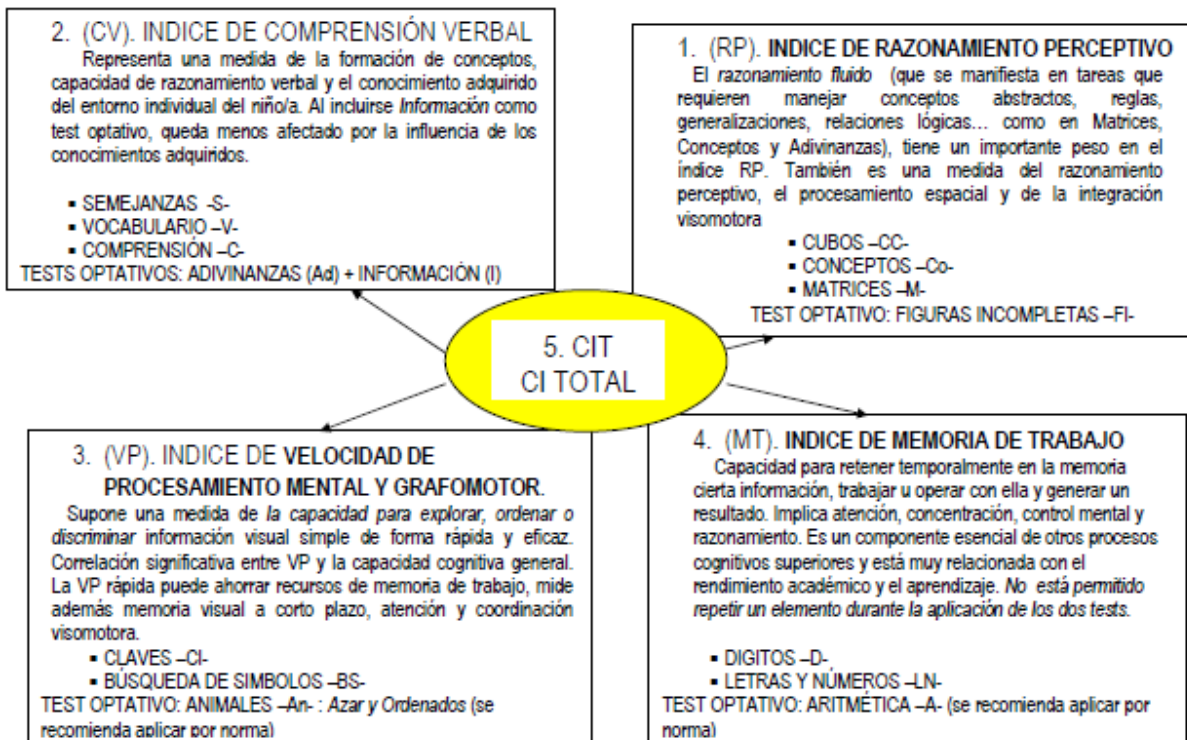 2. (CV). INDICE DE COMPRENSIÓN VERBAL
Representa una medida de la formación de conceptos,
capacidad de razonamiento verbal y el conocimiento adquirido
del entorno individual del niño/a. Al incluirse Información como
test optativo, queda menos afectado por la influencia de los
conocimientos adquiridos.
▪ SEMEJANZAS -S-
▪ VOCABULARIO –V-
▪ COMPRENSIÓN –C-
TESTS OPTATIVOS: ADIVINANZAS (Ad) + INFORMACIÓN (I)
1. (RP). INDICE DE RAZONAMIENTO PERCEPTIVO
El razonamiento fluido (que se manifiesta en tareas que
requieren manejar conceptos abstractos, reglas,
generalizaciones, relaciones lógicas... como en Matrices,
Conceptos y Adivinanzas), tiene un importante peso en el
índice RP. También es una medida del razonamiento
perceptivo, el procesamiento espacial y de la integración
visomotora
▪ CUBOS –CC-
▪ CONCEPTOS –Co-
▪ MATRICES –M-
TEST OPTATIVO: FIGURAS INCOMPLETAS –FI-
5. CIT
CI TOTAL
3. (VP). INDICE DE VELOCIDAD DE
PROCESAMIENTO MENTAL Y GRAFOMOTOR.
Supone una medida de la capacidad para explorar, ordenar o
discriminar información visual simple de forma rápida y eficaz.
Correlación significativa entre VP y la capacidad cognitiva general.
La VP rápida puede ahorrar recursos de memoria de trabajo, mide
además memoria visual a corto plazo, atención y coordinación
visomotora.
▪ CLAVES –Cl-
▪ BÚSQUEDA DE SIMBOLOS –BS-
TEST OPTATIVO: ANIMALES –An- : Azar y Ordenados (se
recomienda aplicar por norma)
4. (MT). INDICE DE MEMORIA DE TRABAJO
Capacidad para retener temporalmente en la memoria
cierta información, trabajar u operar con ella y generar un
resultado. Implica atención, concentración, control mental y
razonamiento. Es un componente esencial de otros procesos
cognitivos superiores y está muy relacionada con el
rendimiento académico y el aprendizaje. No está permitido
repetir un elemento durante la aplicación de los dos tests.
▪ DIGITOS –D-
▪ LETRAS Y NÚMEROS –LN-
TEST OPTATIVO: ARITMÉTICA –A- (se recomienda aplicar por
norma)